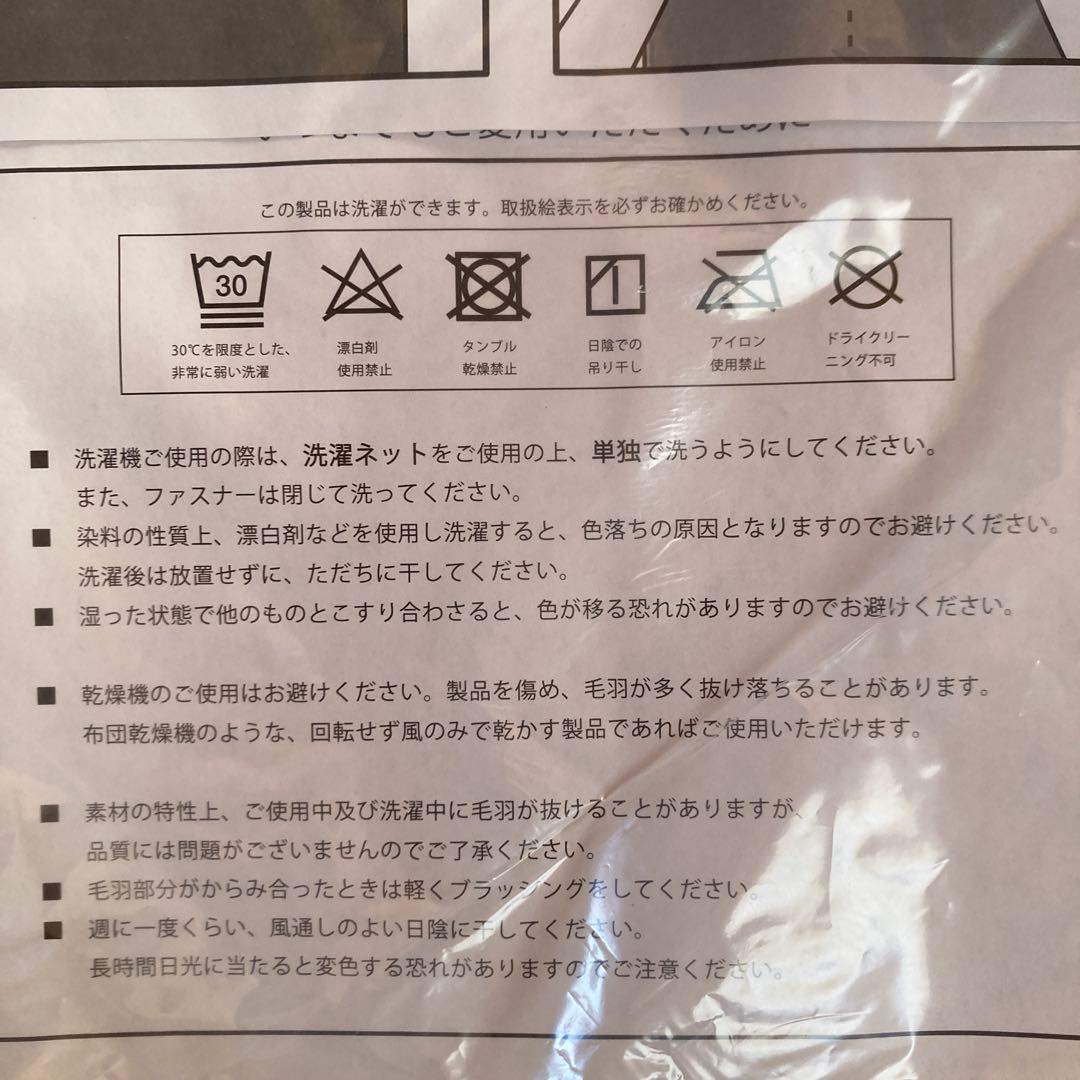 この製品は洗濯ができます。取扱絵表示を必ずお確かめください。
30
30℃を限度とした、
非常に弱い洗濯
漂白剤
使用禁止
タンブル
乾燥禁止
日陰での
吊り干し
アイロン
使用禁止
ドライクリー
ニング不可
■ 洗濯機ご使用の際は、洗濯ネットをご使用の上、単独で洗うようにしてください。
また、ファスナーは閉じて洗ってください。
■ 染料の性質上、漂白剤などを使用し洗濯すると、色落ちの原因となりますのでお避けください。
洗濯後は放置せずに、ただちに干してください。
■ 湿った状態で他のものとこすり合わさると、色が移る恐れがありますのでお避けください。
■ 乾燥機のご使用はお避けください。製品を傷め、毛羽が多く抜け落ちることがあります。
布団乾燥機のような、回転せず風のみで乾かす製品であればご使用いただけます。
■ 素材の特性上、ご使用中及び洗濯中に毛羽が抜けることがありますが、
品質には問題がございませんのでご了承ください。
■ 毛羽部分がからみ合ったときは軽くブラッシングをしてください。
■ 週に一度くらい、風通しのよい日陰に干してください。
長時間日光に当たると変色する恐れがありますのでご注意ください。